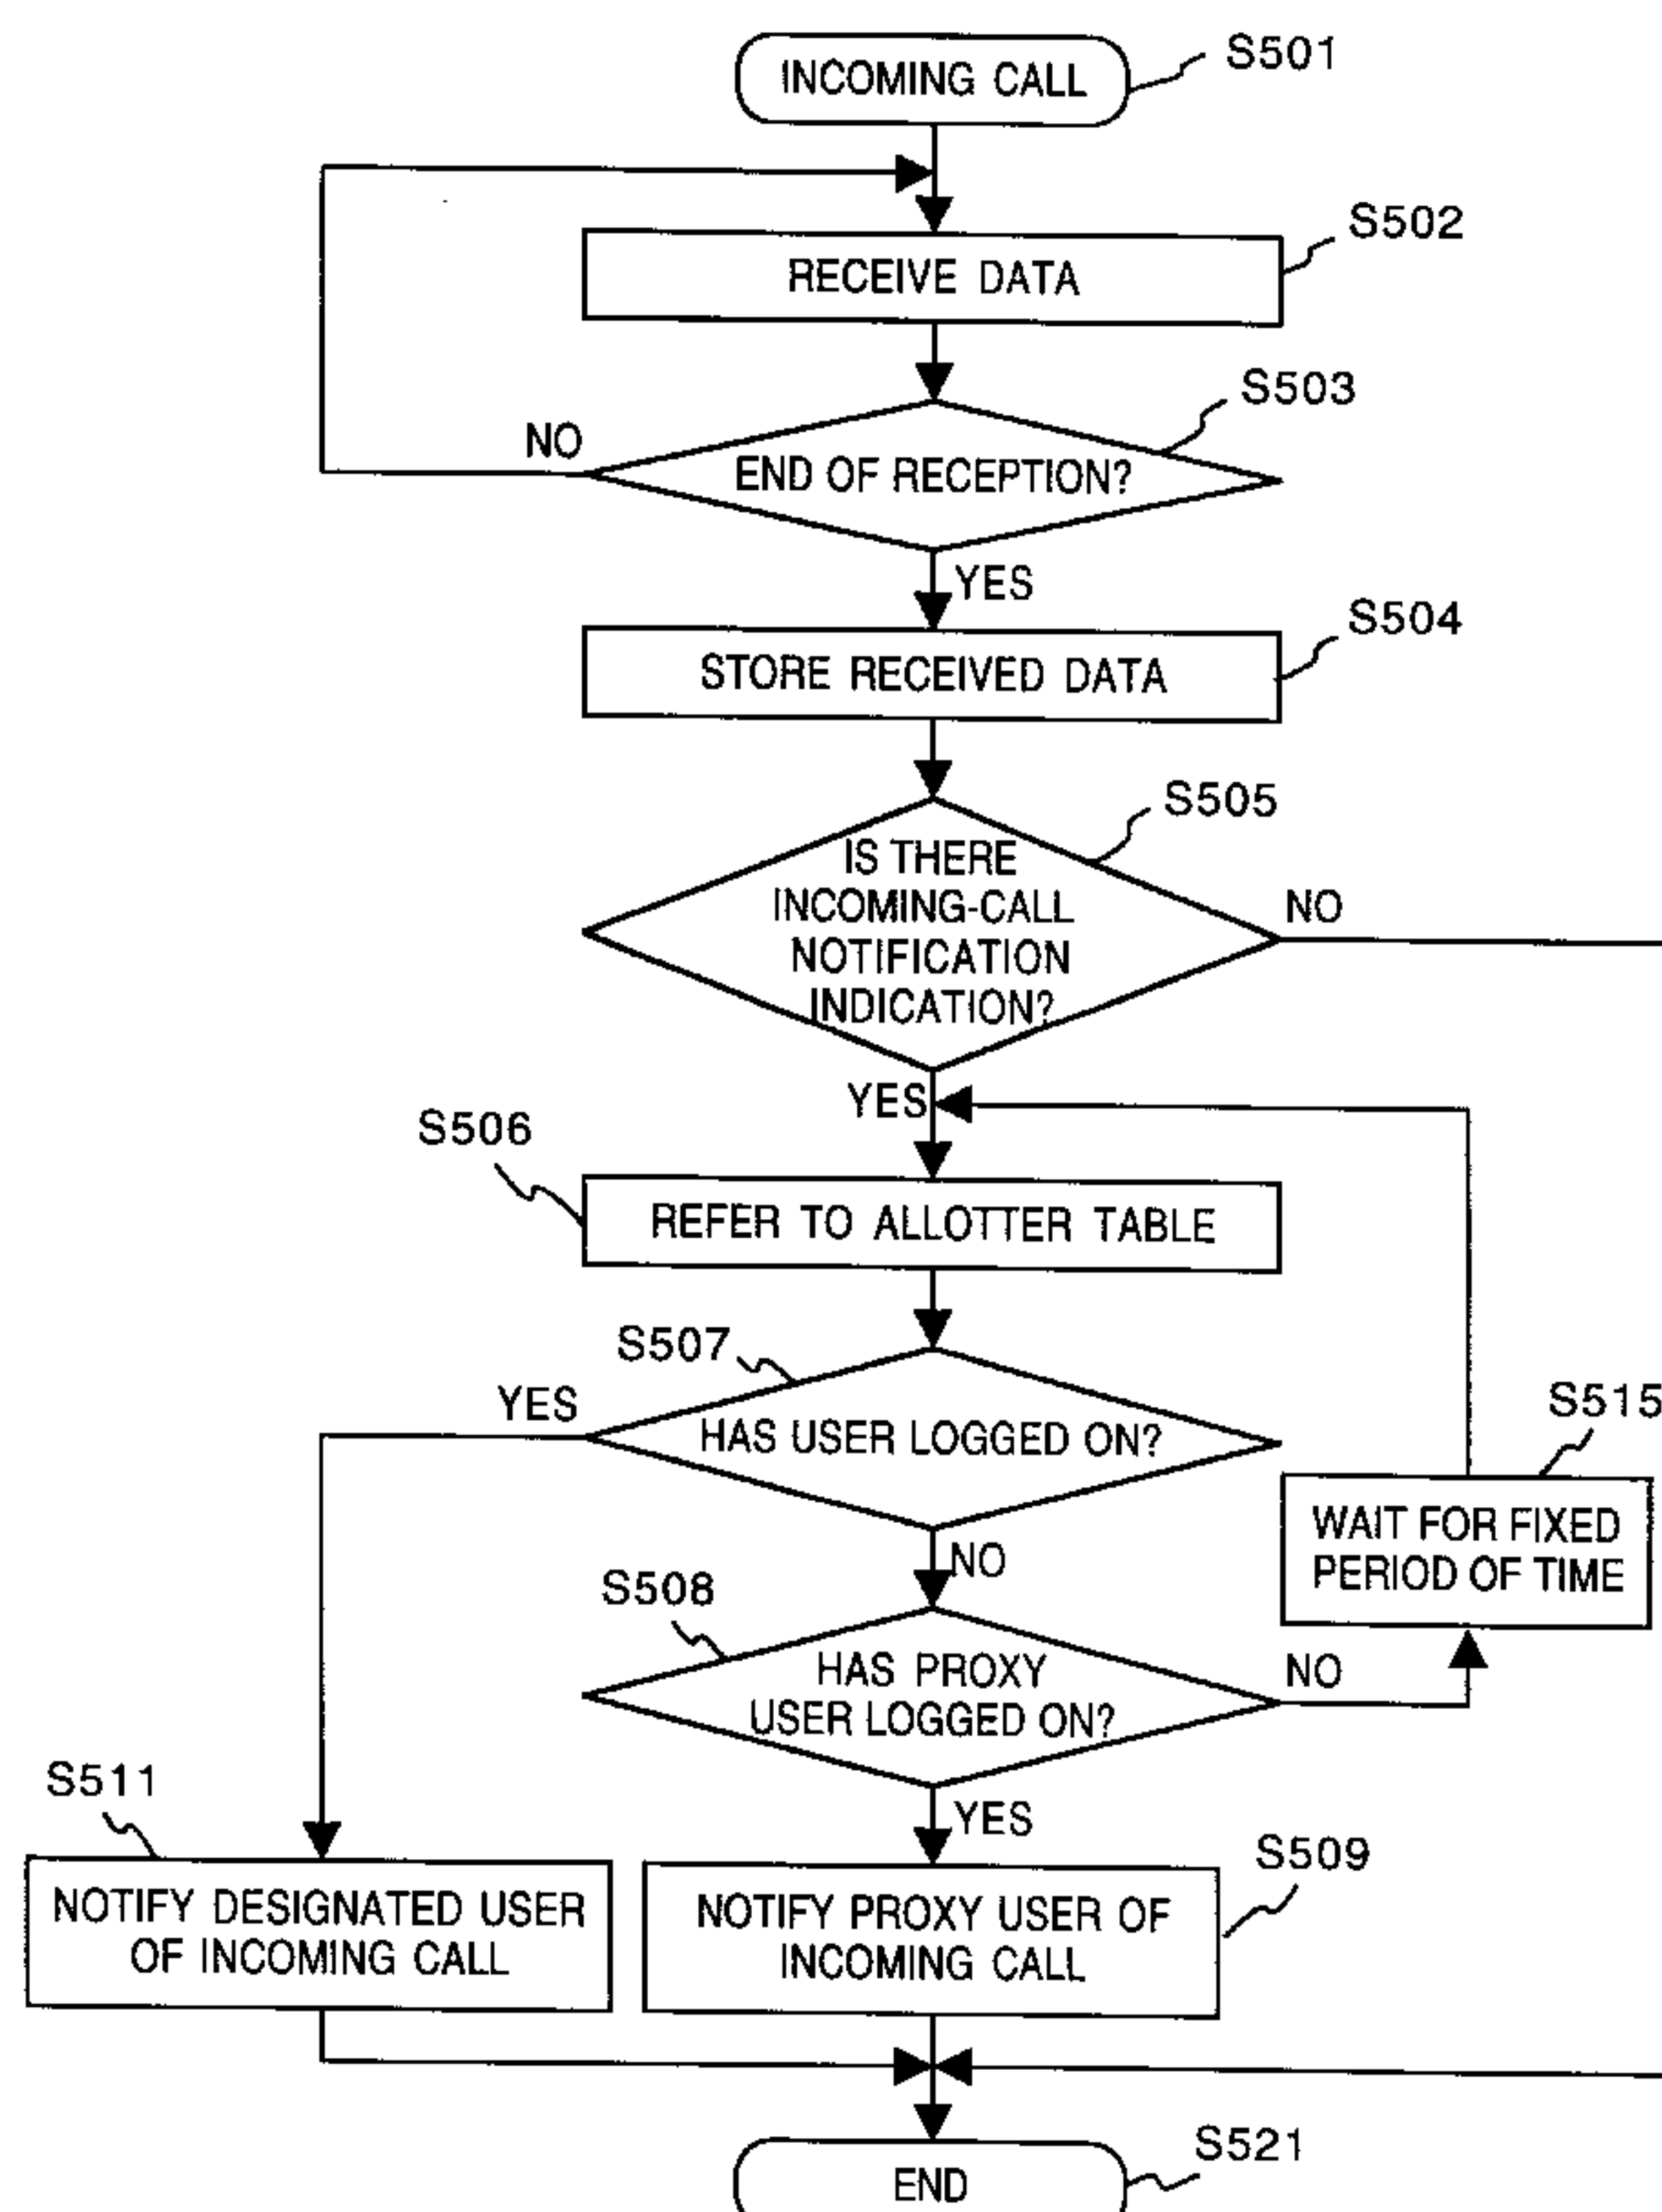 INCOMING CALL
S501
S502
RECEIVE DATA
S503
NO
END OF RECEPTION?
YES
S504
STORE RECEIVED DATA
S505
IS THERE
INCOMING-CALL
NOTIFICATION
INDICATION?
NO
YES
S506
REFER TO ALLOTTER TABLE
S507
YES
HAS USER LOGGED ON?
S515
WAIT FOR FIXED
PERIOD OF TIME
NO
S508
HAS PROXY
USER LOGGED ON?
NO
S511
YES
S509
NOTIFY DESIGNATED USER
OF INCOMING CALL
NOTIFY PROXY USER OF
INCOMING CALL
S521
END